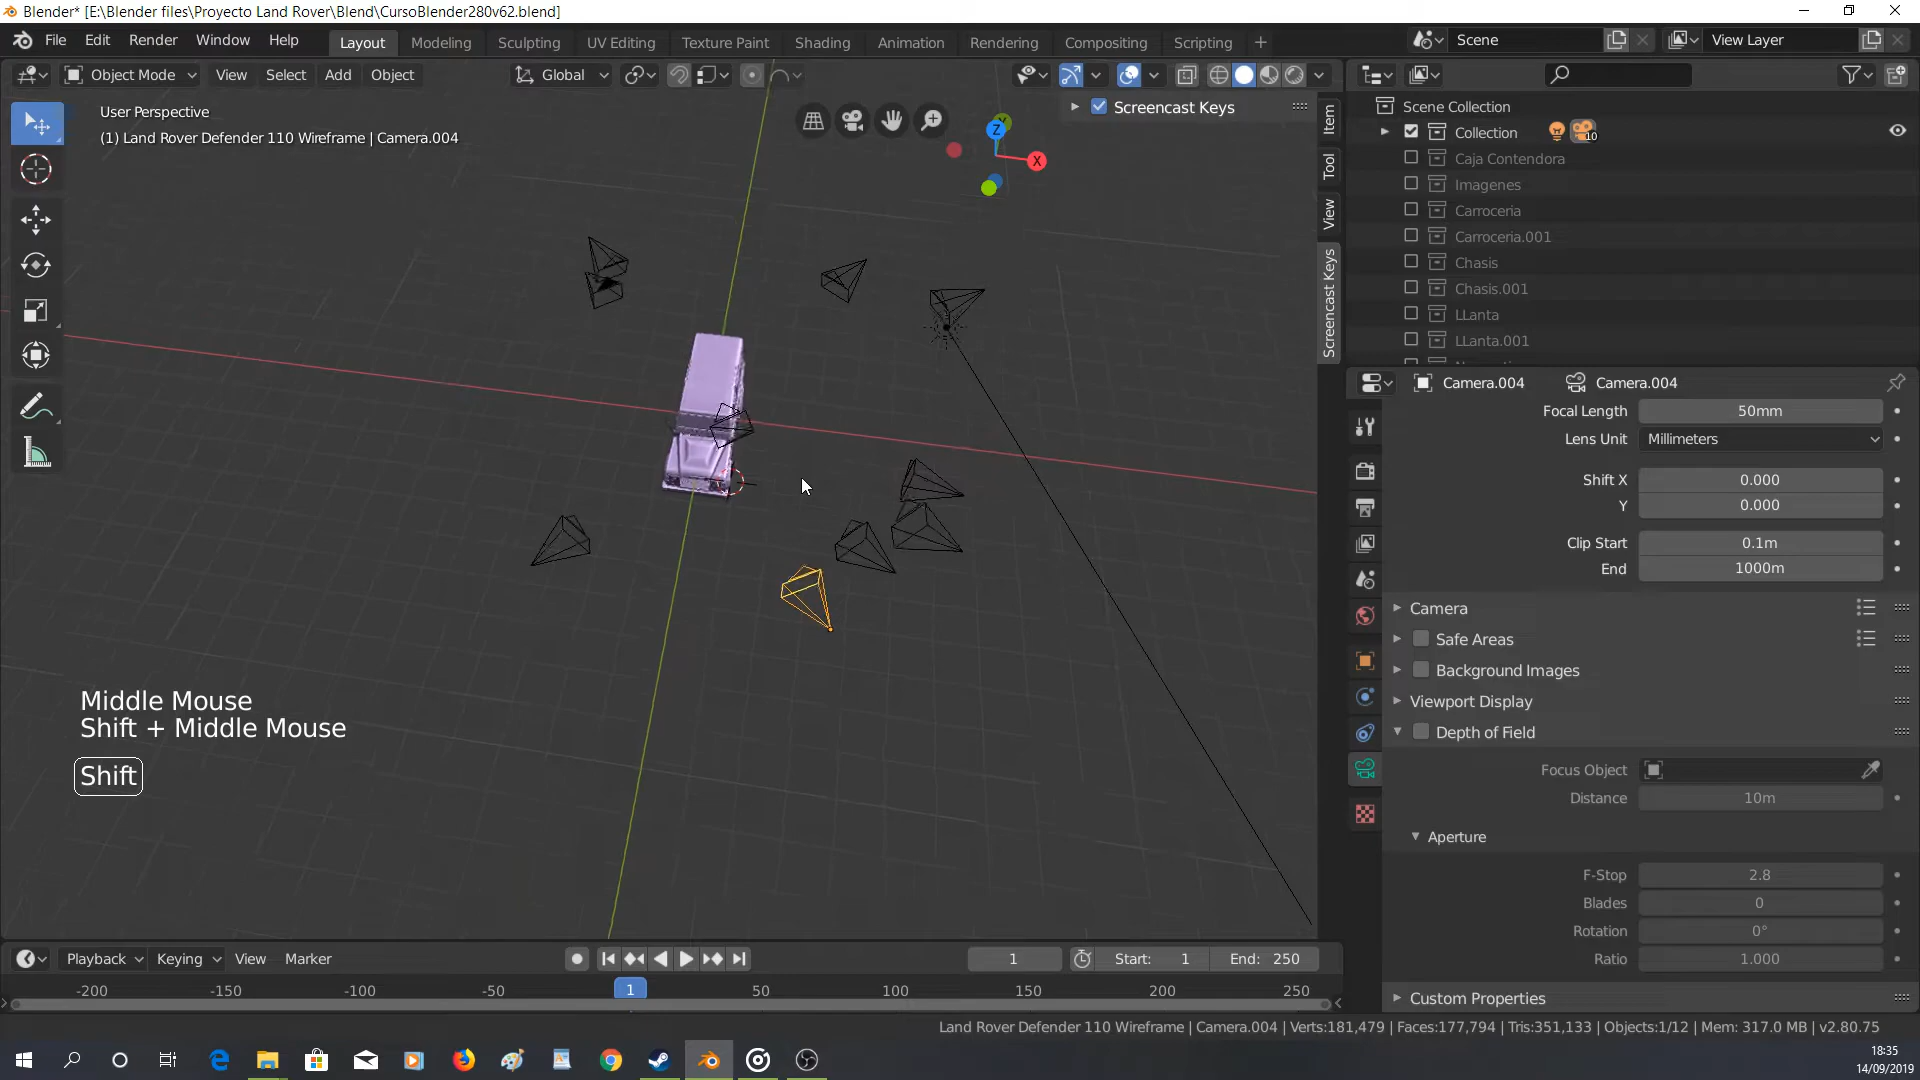 Blender* [E:\Blender files\Proyecto Land Rover\Blend\CursoBlender280v62.blend]
File Edit Render Window Help Layout Modeling Sculpting UV Editing Texture Paint Shading Animation Rendering Compositing Scripting Scene View Layer
Object Mode View Select Add Object Global
User Perspective
(1) Land Rover Defender 110 Wireframe | Camera.004
Screencast Keys
Item
Tool
View
Screencast Keys
Z
X
Scene Collection
Collection 10
Caja Contendora
Imagenes
Carroceria
Carroceria.001
Chasis
Chasis.001
LLanta
LLanta.001
Camera.004 Camera.004
Focal Length 50mm
Lens Unit Millimeters
Shift X 0.000
Y 0.000
Clip Start 0.1m
End 1000m
Camera
Safe Areas
Background Images
Viewport Display
Depth of Field
Focus Object
Distance 10m
Aperture
F-Stop 2.8
Blades 0
Rotation 0°
Ratio 1.000
Custom Properties
Middle Mouse
Shift + Middle Mouse
Shift
Playback Keying View Marker 1 Start: 1 End: 250
-200 -150 -100 -50 1 50 100 150 200 250
Land Rover Defender 110 Wireframe | Camera.004 | Verts:181,479 | Faces:177,794 | Tris:351,133 | Objects:1/12 | Mem: 317.0 MB | v2.80.75
18:35
14/09/2019